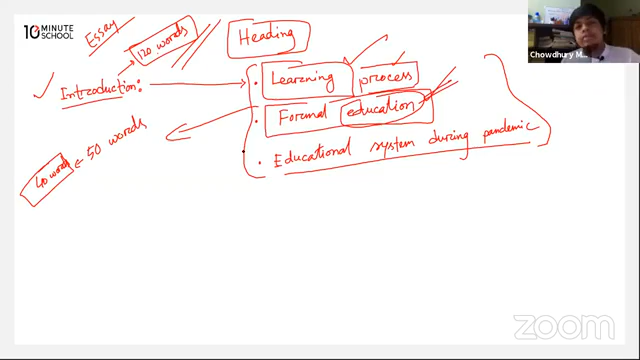 10 MINUTE SCHOOL
Essay
120 words
Heading
Introduction:
• Learning process
• Formal education
• Educational system during pandemic
50 words
40 words
Chowdhury M...
zoom